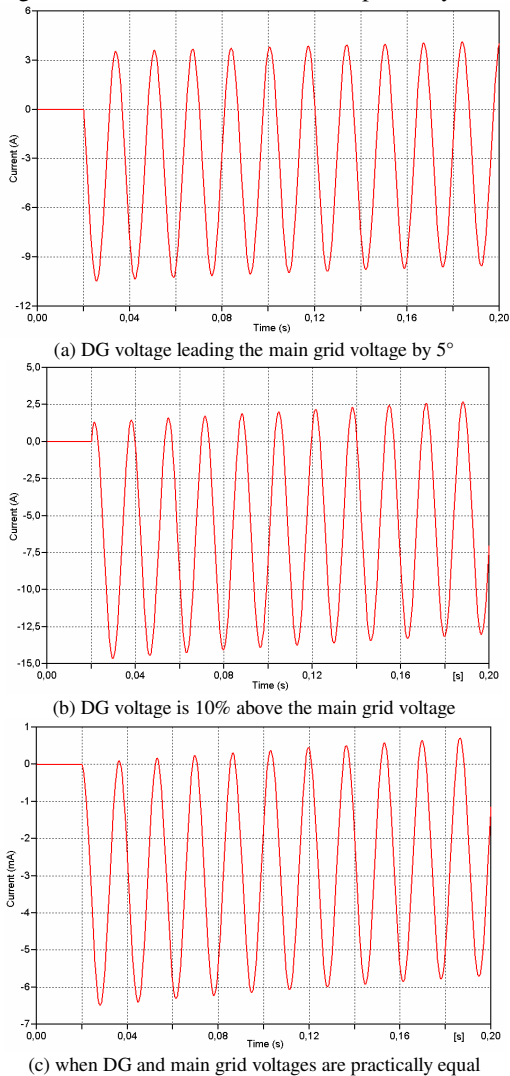 6
3
0
-3
-6
-9
-12
Current (A)
0,00 0,04 0,08 0,12 0,16 0,20
Time (s)
(a) DG voltage leading the main grid voltage by 5°
5,0
2,5
0,0
-2,5
-5,0
-7,5
-10,0
-12,5
-15,0
Current (A)
0,00 0,04 0,08 0,12 0,16 [s] 0,20
Time (s)
(b) DG voltage is 10% above the main grid voltage
1
0
-1
-2
-3
-4
-5
-6
-7
Current (mA)
0,00 0,04 0,08 0,12 0,16 [s] 0,20
Time (s)
(c) when DG and main grid voltages are practically equal